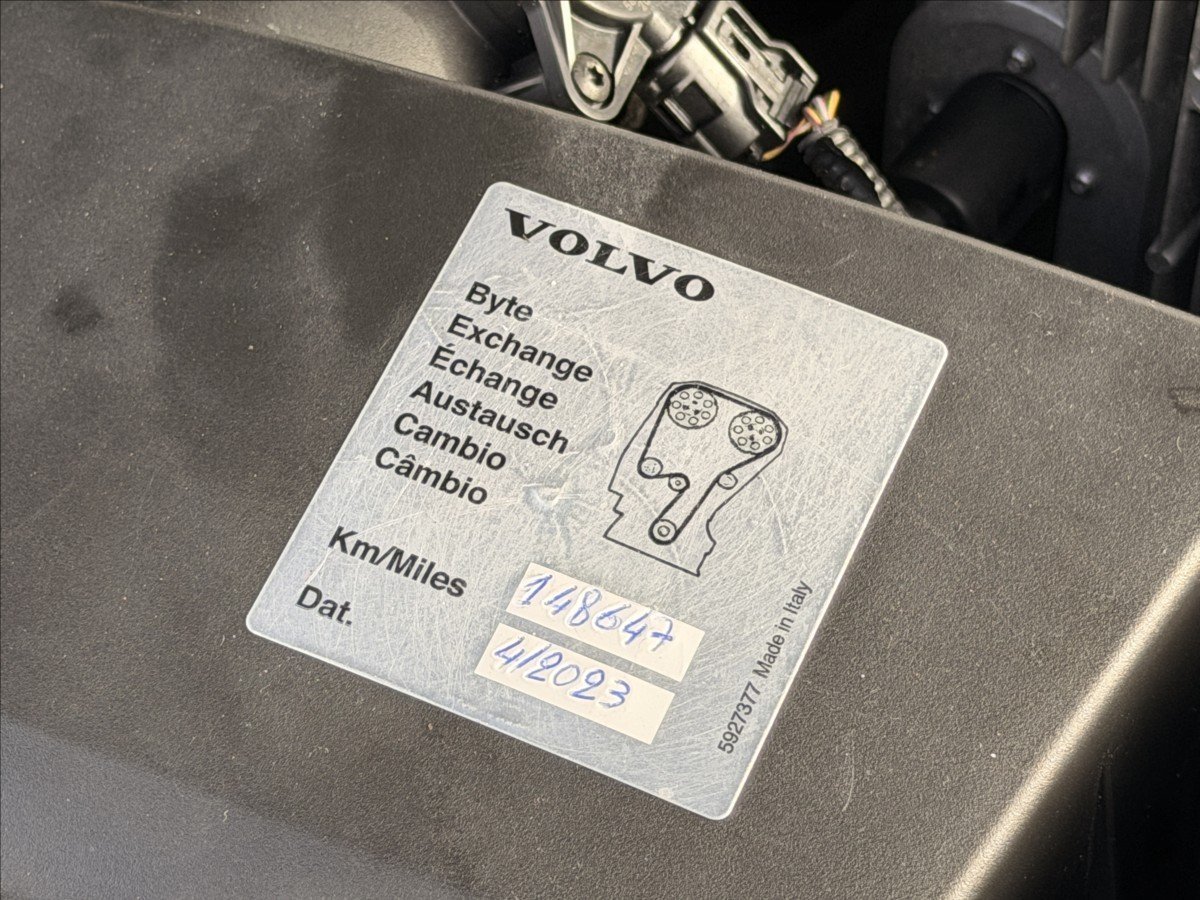 VOLVO
Byte
Exchange
Échange
Austausch
Cambio
Câmbio
Km/Miles 148647
Dat. 4/2023
5927377 Made in Italy